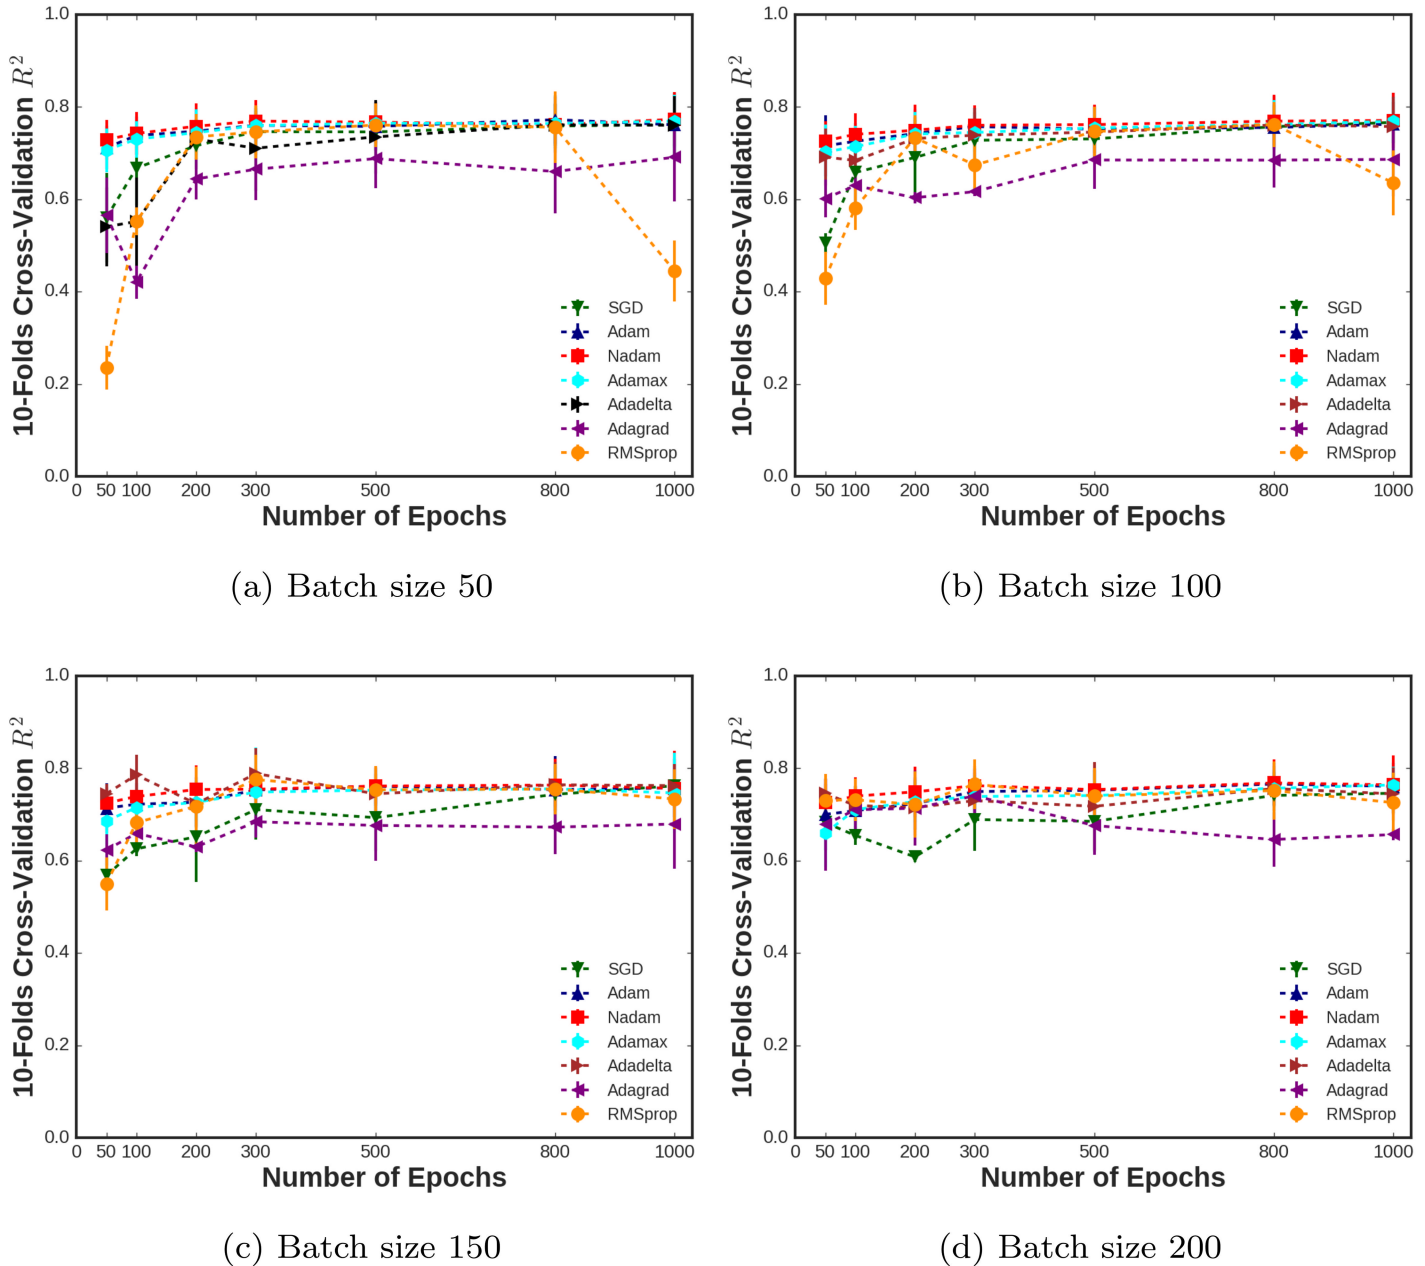 1.0
0.8
0.6
0.4
0.2
0.0
10-Folds Cross-Validation R²
0 50 100 200 300 500 800 1000
Number of Epochs
SGD
Adam
Nadam
Adamax
Adadelta
Adagrad
RMSprop
(a) Batch size 50
1.0
0.8
0.6
0.4
0.2
0.0
10-Folds Cross-Validation R²
0 50 100 200 300 500 800 1000
Number of Epochs
SGD
Adam
Nadam
Adamax
Adadelta
Adagrad
RMSprop
(b) Batch size 100
1.0
0.8
0.6
0.4
0.2
0.0
10-Folds Cross-Validation R²
0 50 100 200 300 500 800 1000
Number of Epochs
SGD
Adam
Nadam
Adamax
Adadelta
Adagrad
RMSprop
(c) Batch size 150
1.0
0.8
0.6
0.4
0.2
0.0
10-Folds Cross-Validation R²
0 50 100 200 300 500 800 1000
Number of Epochs
SGD
Adam
Nadam
Adamax
Adadelta
Adagrad
RMSprop
(d) Batch size 200